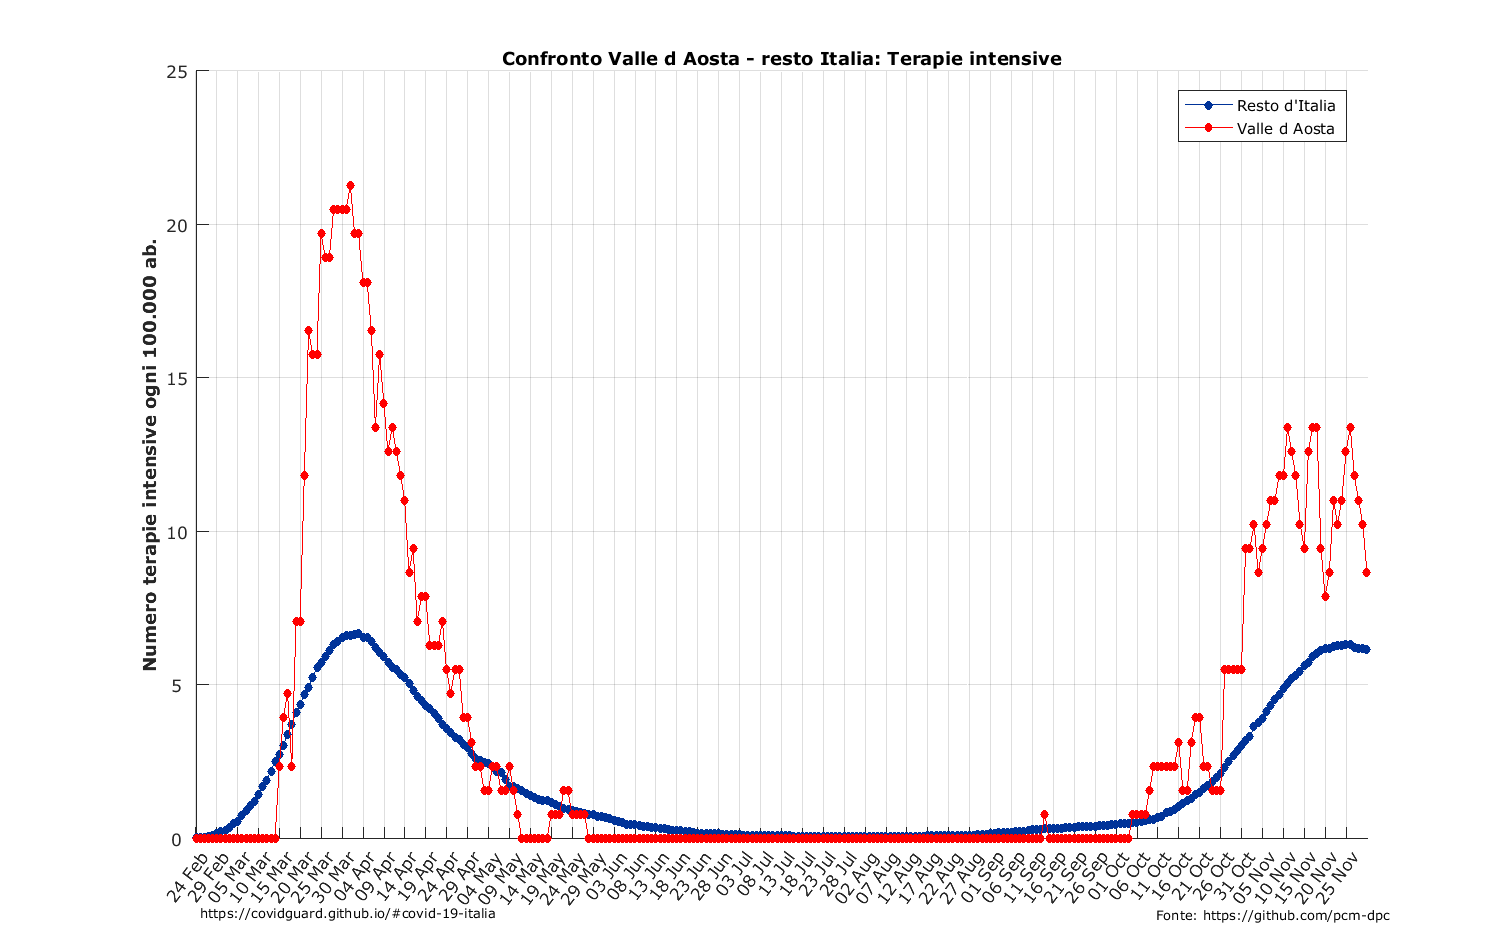 Confronto Valle d Aosta - resto Italia: Terapie intensive
Resto d'Italia
Valle d Aosta
Numero terapie intensive ogni 100.000 ab.
25
20
15
10
5
0
24 Feb
29 Feb
05 Mar
10 Mar
15 Mar
20 Mar
25 Mar
30 Mar
04 Apr
09 Apr
14 Apr
19 Apr
24 Apr
29 Apr
04 May
09 May
14 May
19 May
24 May
29 May
03 Jun
08 Jun
13 Jun
18 Jun
23 Jun
28 Jun
03 Jul
08 Jul
13 Jul
18 Jul
23 Jul
28 Jul
02 Aug
07 Aug
12 Aug
17 Aug
22 Aug
27 Aug
01 Sep
06 Sep
11 Sep
16 Sep
21 Sep
26 Sep
01 Oct
06 Oct
11 Oct
16 Oct
21 Oct
26 Oct
31 Oct
05 Nov
10 Nov
15 Nov
20 Nov
25 Nov
https://covidguard.github.io/#covid-19-italia
Fonte: https://github.com/pcm-dpc